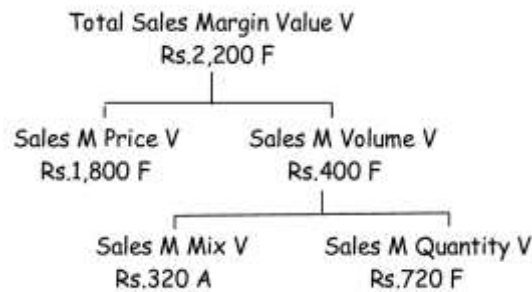 Total Sales Margin Value V
Rs.2,200 F
Sales M Price V
Rs.1,800 F
Sales M Volume V
Rs.400 F
Sales M Mix V
Rs.320 A
Sales M Quantity V
Rs.720 F